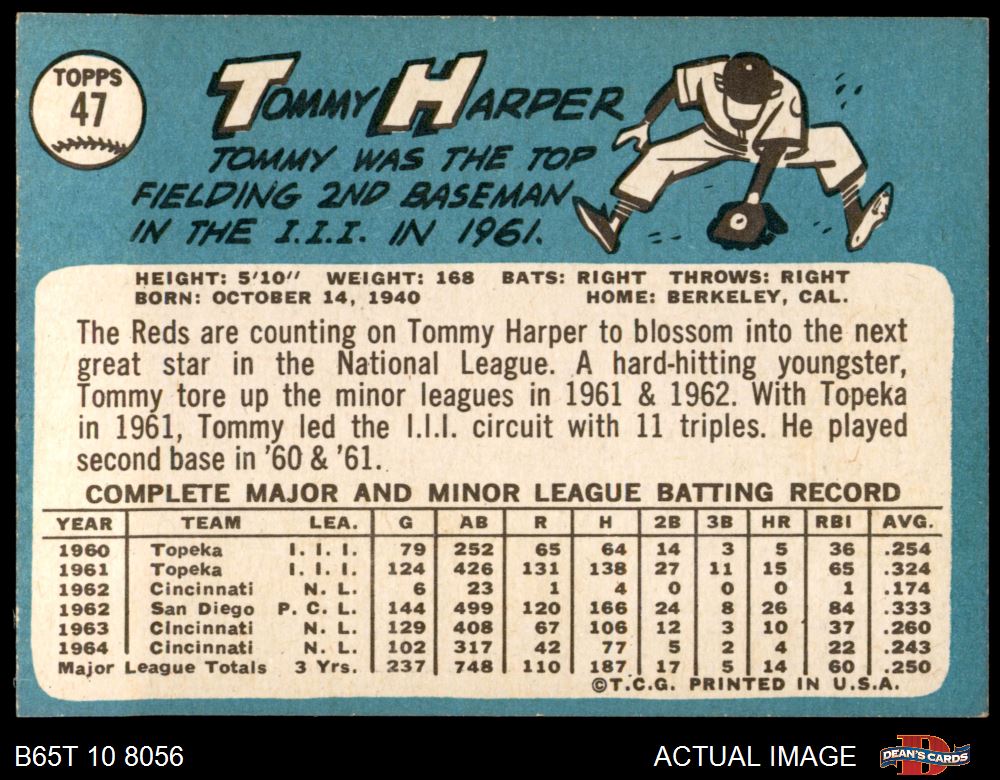 TOPPS
47
TOMMY HARPER
TOMMY WAS THE TOP
FIELDING 2ND BASEMAN
IN THE I.I.I. IN 1961.
HEIGHT: 5'10" WEIGHT: 168 BATS: RIGHT THROWS: RIGHT
BORN: OCTOBER 14, 1940 HOME: BERKELEY, CAL.
The Reds are counting on Tommy Harper to blossom into the next
great star in the National League. A hard-hitting youngster,
Tommy tore up the minor leagues in 1961 & 1962. With Topeka
in 1961, Tommy led the I.I.I. circuit with 11 triples. He played
second base in '60 & '61.
COMPLETE MAJOR AND MINOR LEAGUE BATTING RECORD
YEAR TEAM LEA. G AB R H 2B 3B HR RBI AVG.
1960 Topeka I. I. I. 79 252 65 64 14 3 5 36 .254
1961 Topeka I. I. I. 124 426 131 138 27 11 15 65 .324
1962 Cincinnati N. L. 6 23 1 4 0 0 0 1 .174
1962 San Diego P. C. L. 144 499 120 166 24 8 26 84 .333
1963 Cincinnati N. L. 129 408 67 106 12 3 10 37 .260
1964 Cincinnati N. L. 102 317 42 77 5 2 4 22 .243
Major League Totals 3 Yrs. 237 748 110 187 17 5 14 60 .250
©T.C.G. PRINTED IN U.S.A.
B65T 10 8056 ACTUAL IMAGE DEAN'S CARDS